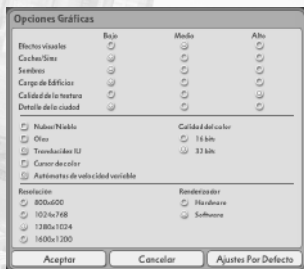 Opciones Gráficas
Bajo Medio Alto
Efectos visuales
Coches/Sims
Sombras
Carga de Edificios
Calidad de la textura
Detalle de la ciudad
Nubes/Niebla Calidad del color
Olas 16 bits
Translucidez IU 32 bits
Cursor de color
Autómatas de velocidad variable
Resolución Renderizador
800x600 Hardware
1024x768 Software
1280x1024
1600x1200
Aceptar Cancelar Ajustes Por Defecto